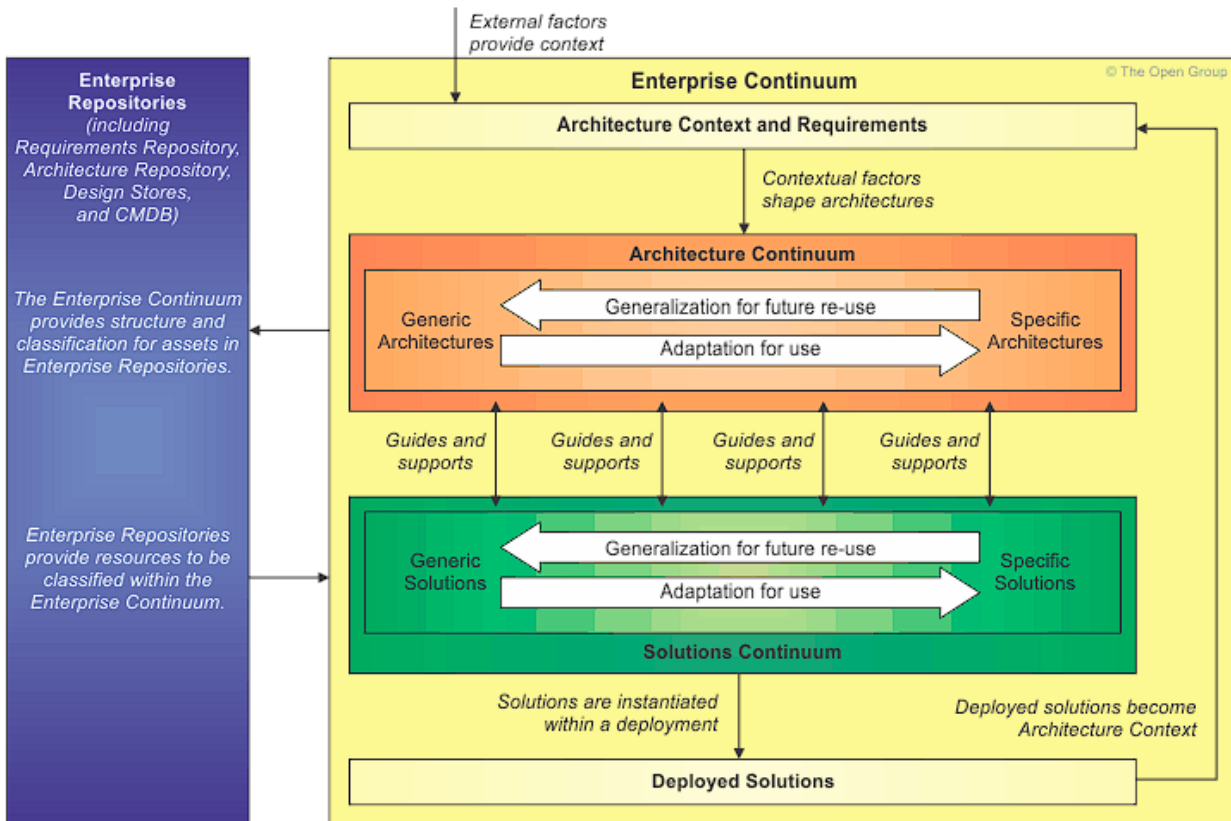 External factors
provide context
Enterprise
Repositories
(including
Requirements Repository,
Architecture Repository,
Design Stores,
and CMDB)
The Enterprise Continuum
provides structure and
classification for assets in
Enterprise Repositories.
Enterprise Repositories
provide resources to be
classified within the
Enterprise Continuum.
© The Open Group
Enterprise Continuum
Architecture Context and Requirements
Contextual factors
shape architectures
Architecture Continuum
Generic
Architectures
Generalization for future re-use
Adaptation for use
Specific
Architectures
Guides and
supports
Guides and
supports
Guides and
supports
Guides and
supports
Generic
Solutions
Generalization for future re-use
Adaptation for use
Specific
Solutions
Solutions Continuum
Solutions are instantiated
within a deployment
Deployed solutions become
Architecture Context
Deployed Solutions